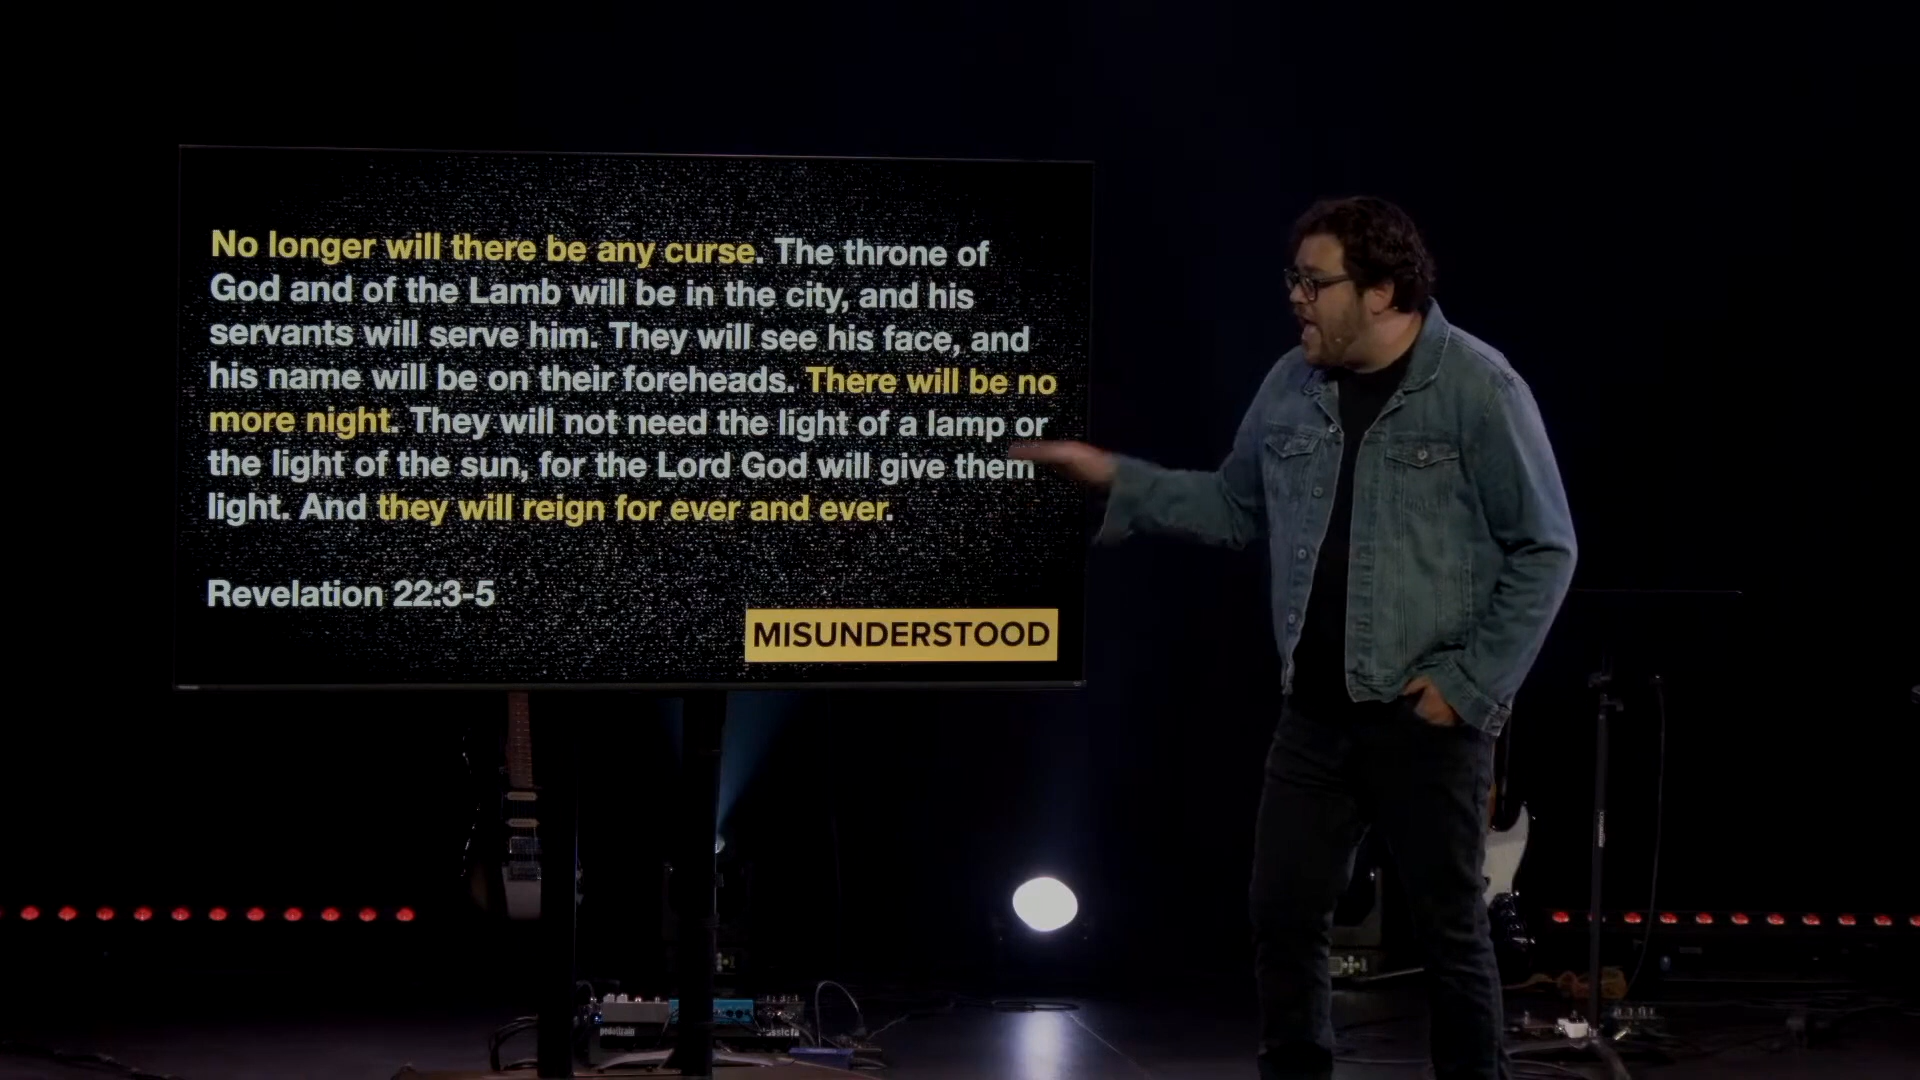 No longer will there be any curse. The throne of
God and of the Lamb will be in the city, and his
servants will serve him. They will see his face, and
his name will be on their foreheads. There will be no
more night. They will not need the light of a lamp or
the light of the sun, for the Lord God will give them
light. And they will reign for ever and ever.
Revelation 22:3-5
MISUNDERSTOOD